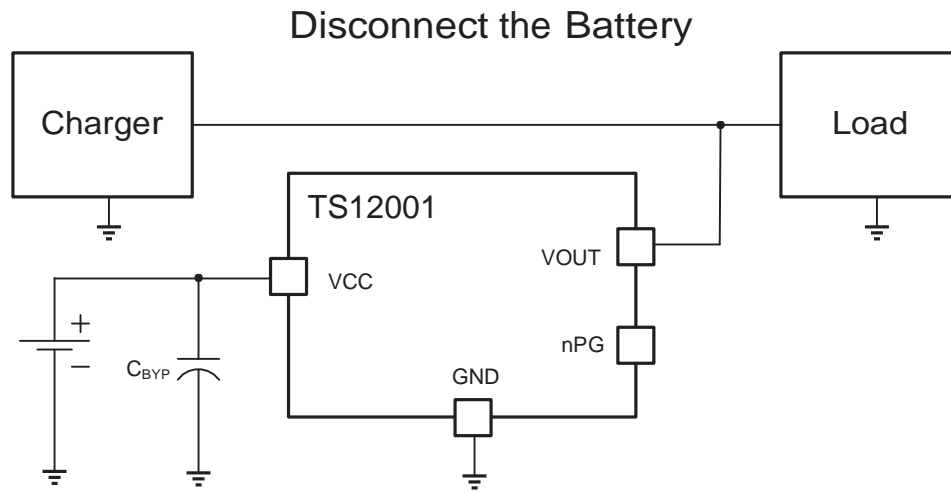 Disconnect the Battery
Charger
Load
TS12001
VOUT
VCC
+
−
nPG
C_BYP
GND